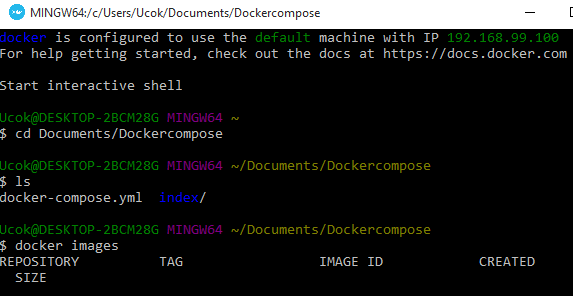 MINGW64:/c/Users/Ucok/Documents/Dockercompose
docker is configured to use the default machine with IP 192.168.99.100
For help getting started, check out the docs at https://docs.docker.com
Start interactive shell
Ucok@DESKTOP-2BCM28G MINGW64 ~
$ cd Documents/Dockercompose
Ucok@DESKTOP-2BCM28G MINGW64 ~/Documents/Dockercompose
$ ls
docker-compose.yml  index/
Ucok@DESKTOP-2BCM28G MINGW64 ~/Documents/Dockercompose
$ docker images
REPOSITORY          TAG                 IMAGE ID            CREATED
  SIZE